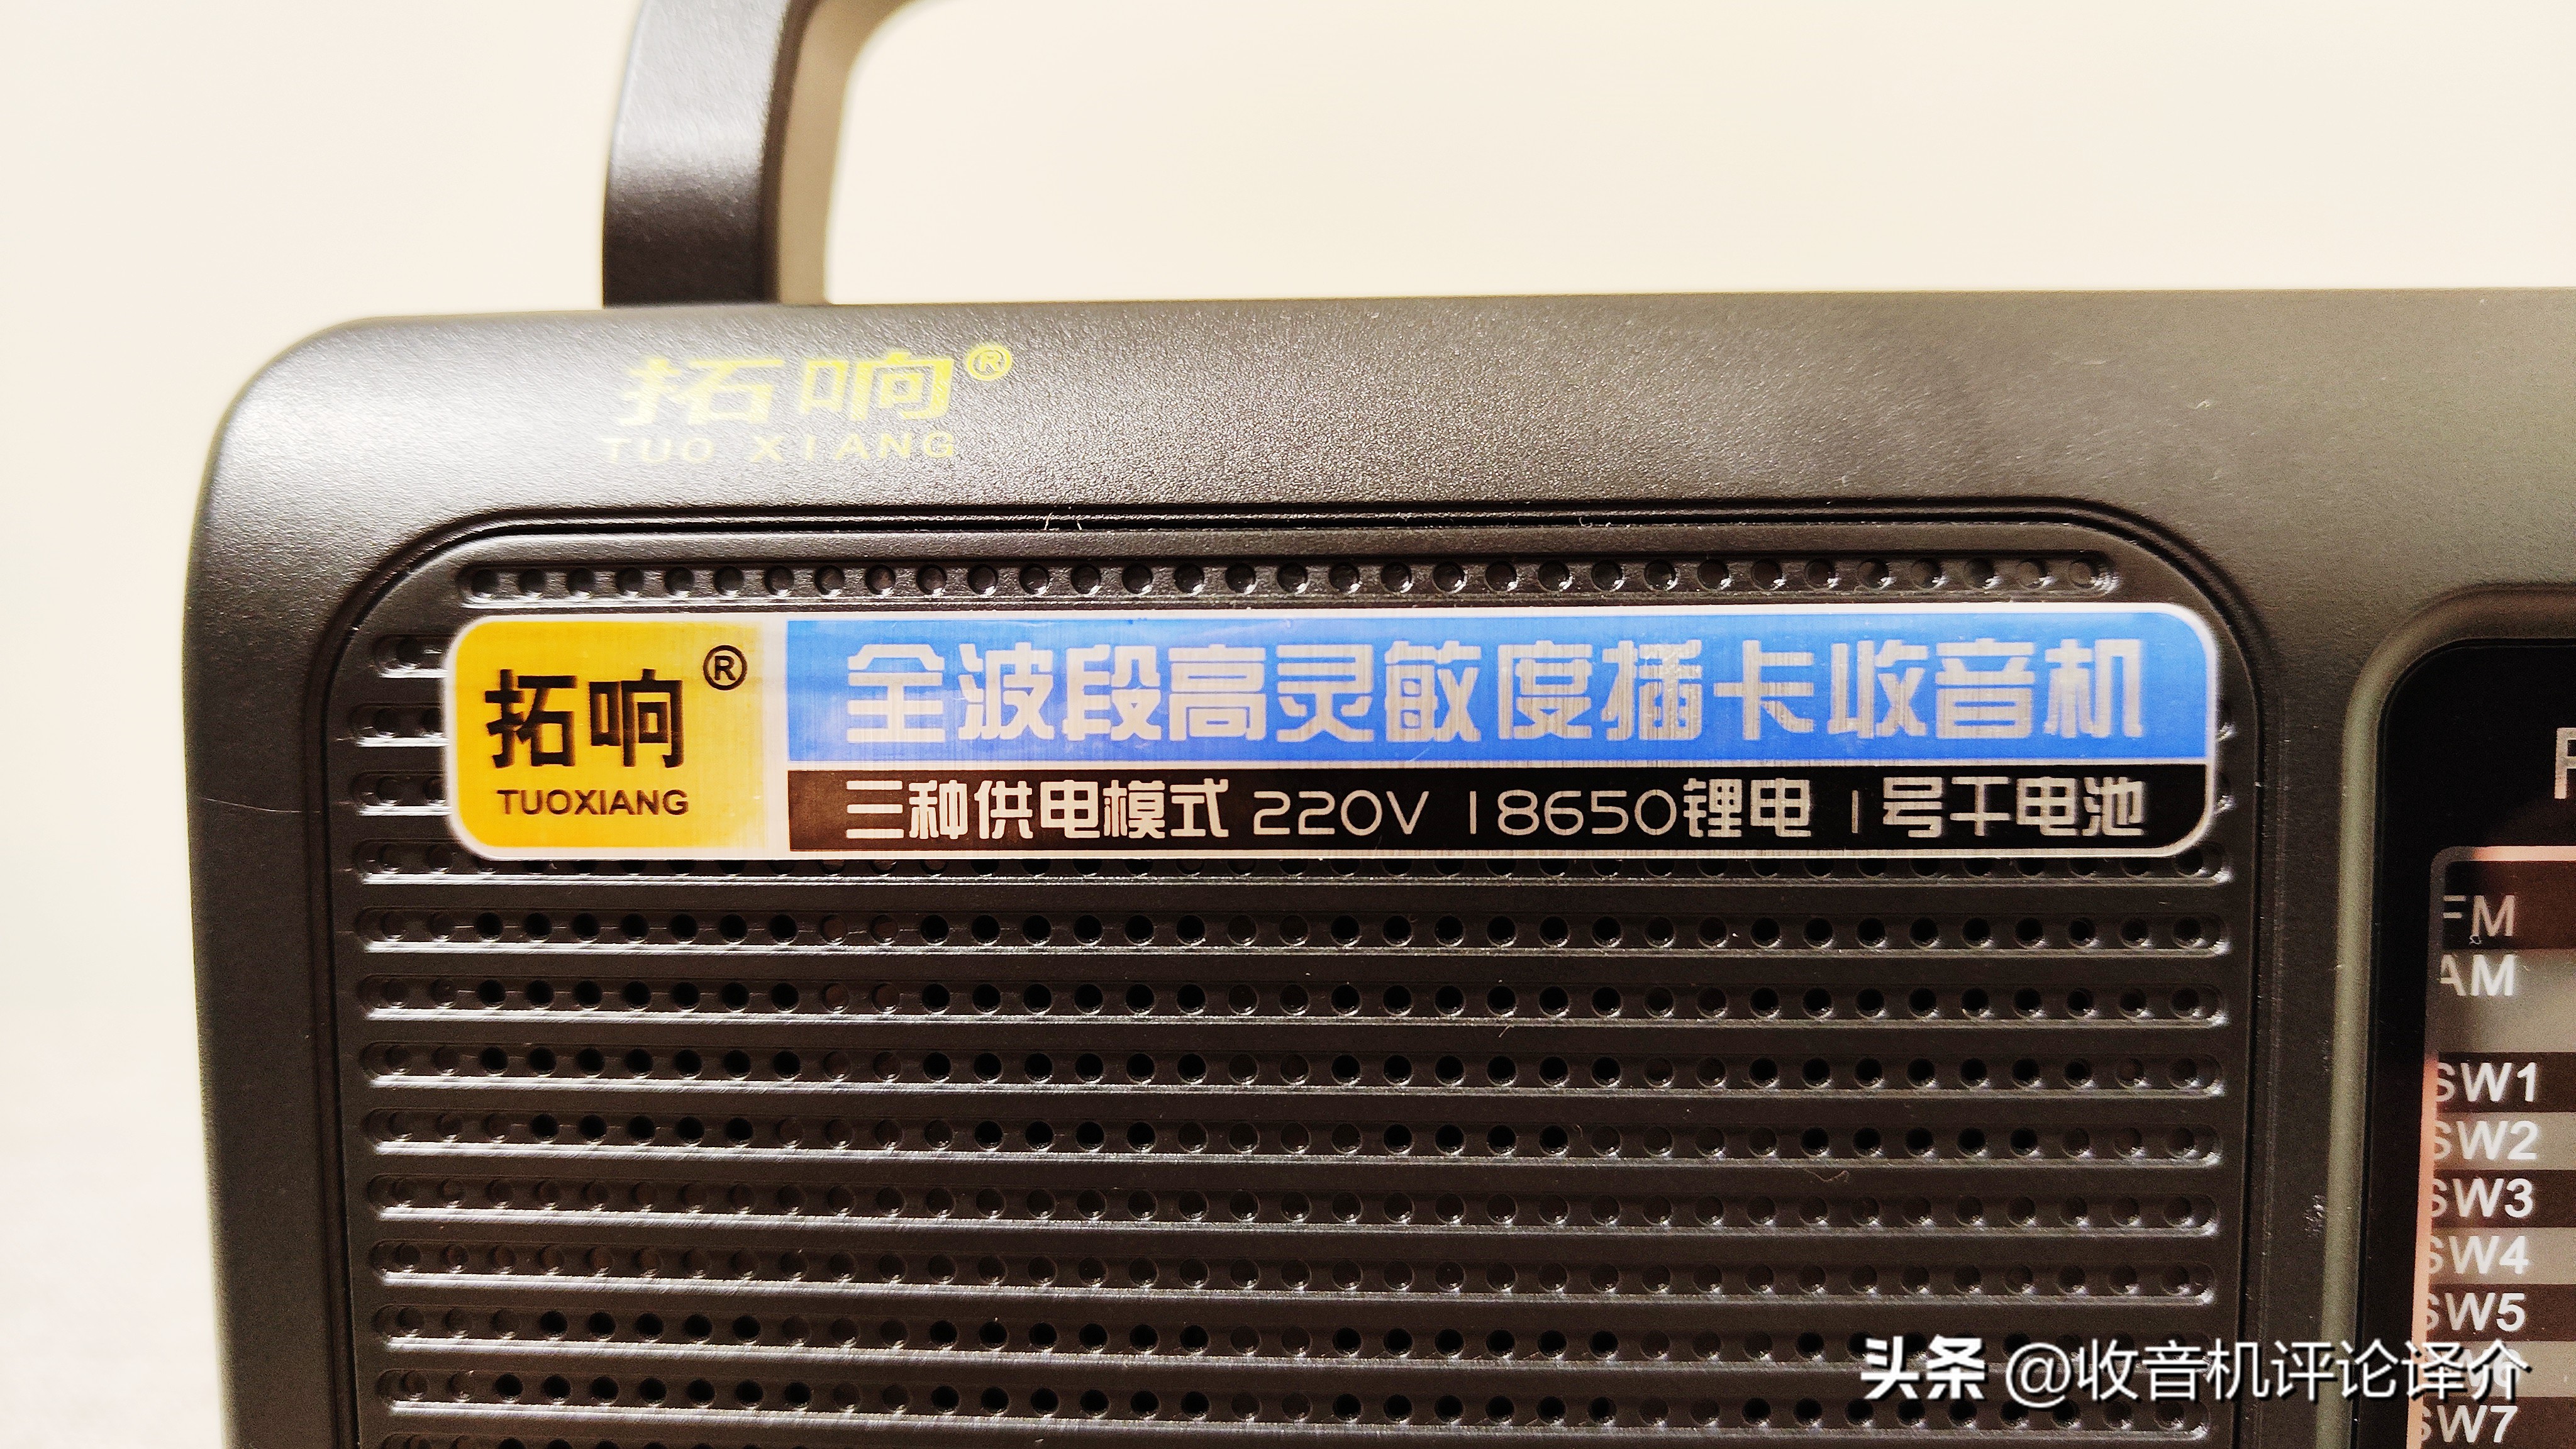 拓响®
TUO XIANG
拓响®
TUOXIANG
全波段高灵敏度插卡收音机
三种供电模式 220V 18650锂电 1号干电池
FM
AM
SW1
SW2
SW3
SW4
SW5
SW7
头条 @收音机评论译介